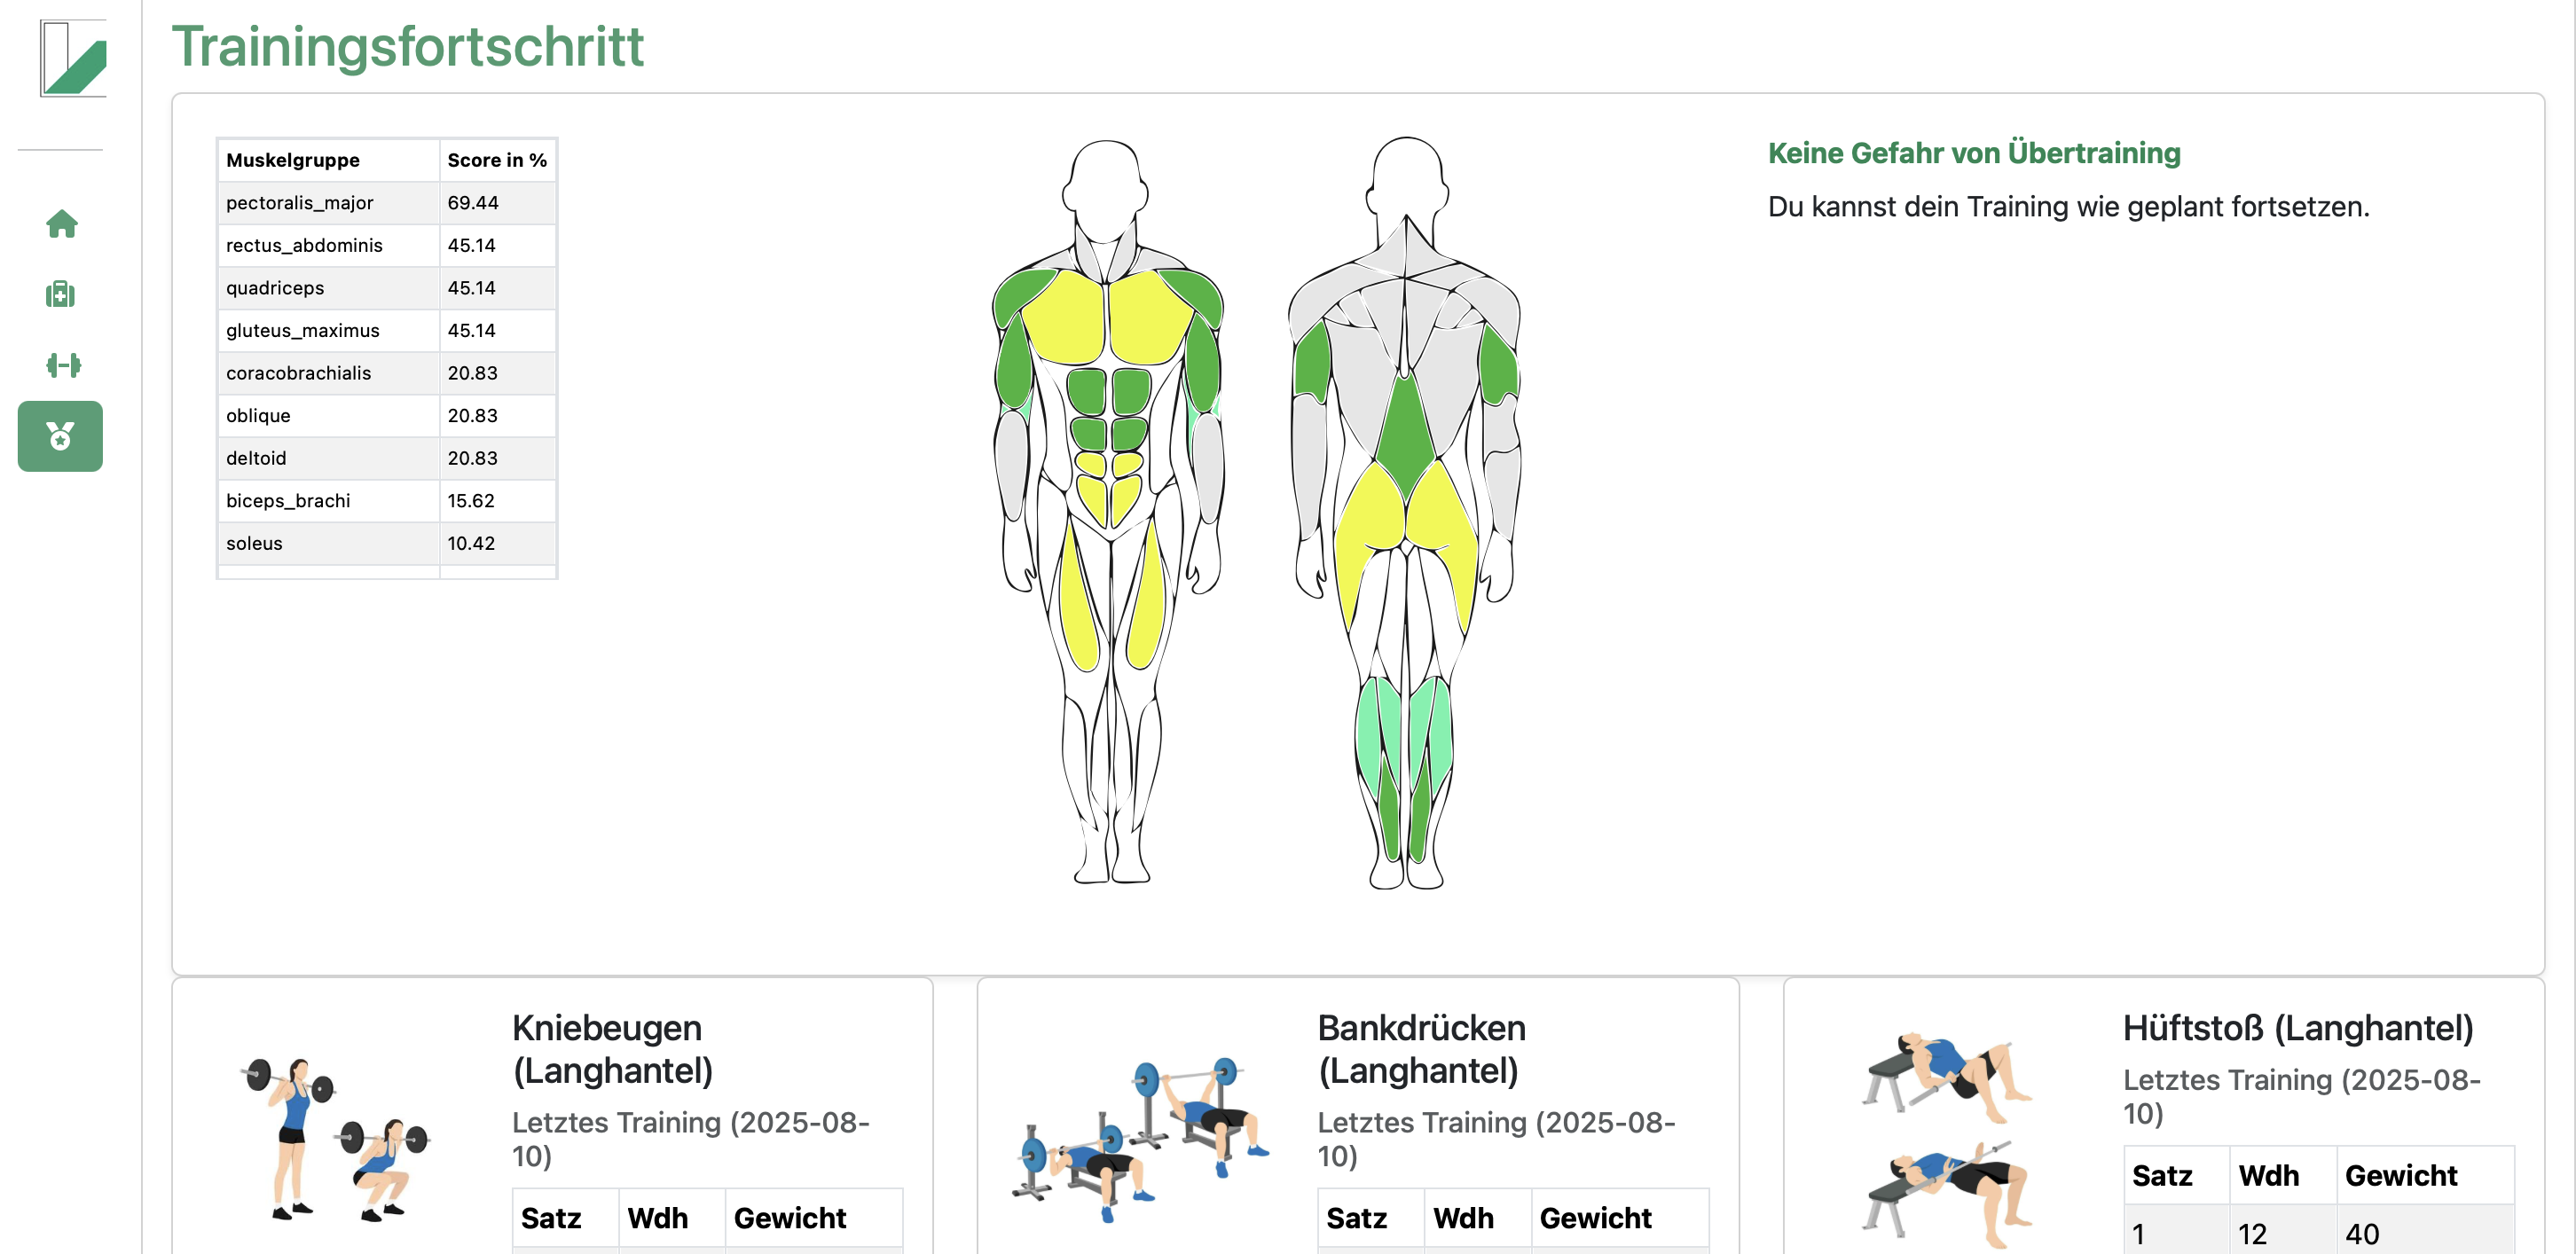 Trainingsfortschritt
Muskelgruppe Score in %
pectoralis_major 69.44
rectus_abdominis 45.14
quadriceps 45.14
gluteus_maximus 45.14
coracobrachialis 20.83
oblique 20.83
deltoid 20.83
biceps_brachi 15.62
soleus 10.42
Keine Gefahr von Übertraining
Du kannst dein Training wie geplant fortsetzen.
Kniebeugen
(Langhantel)
Letztes Training (2025-08-
10)
Satz Wdh Gewicht
Bankdrücken
(Langhantel)
Letztes Training (2025-08-
10)
Satz Wdh Gewicht
Hüftstoß (Langhantel)
Letztes Training (2025-08-
10)
Satz Wdh Gewicht
1 12 40